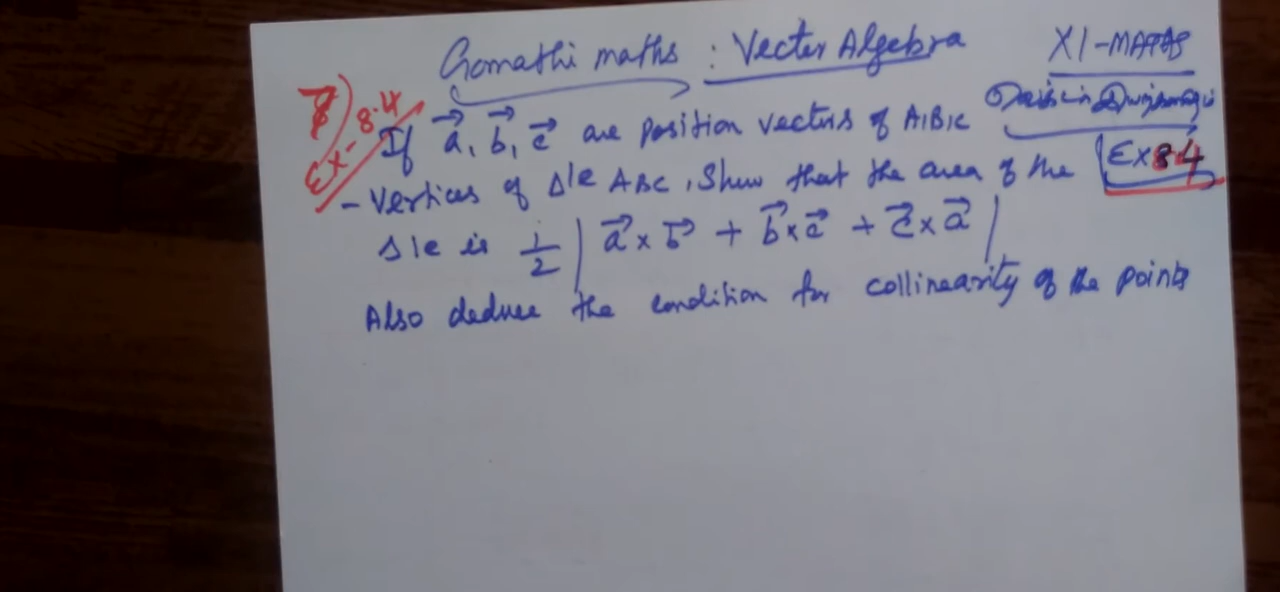 Gomathi maths : Vector Algebra XI-MATHS
Ex-8.4
If a⃗, b⃗, c⃗ are position vectors of A,B,C
- vertices of Δle ABC, Show that the area of the Ex 8.4
Δle is 1/2 | a⃗ × b⃗ + b⃗ × c⃗ + c⃗ × a⃗ |
Also deduce the condition for collinearity of the points